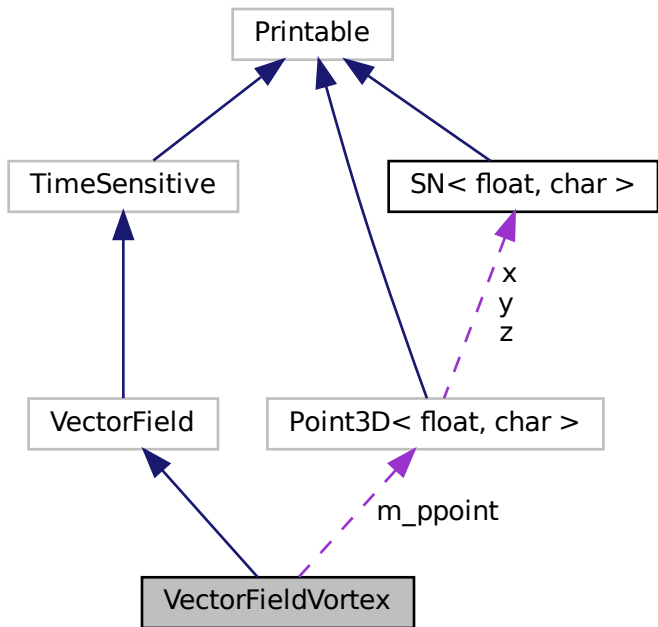 Printable
TimeSensitive
SN< float, char >
x
y
z
VectorField
Point3D< float, char >
m_ppoint
VectorFieldVortex